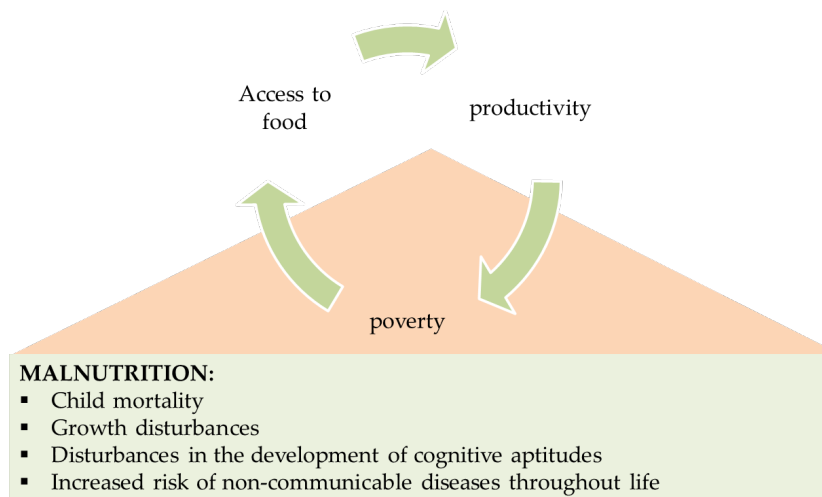 Access to
food
productivity
poverty
MALNUTRITION:
▪ Child mortality
▪ Growth disturbances
▪ Disturbances in the development of cognitive aptitudes
▪ Increased risk of non-communicable diseases throughout life